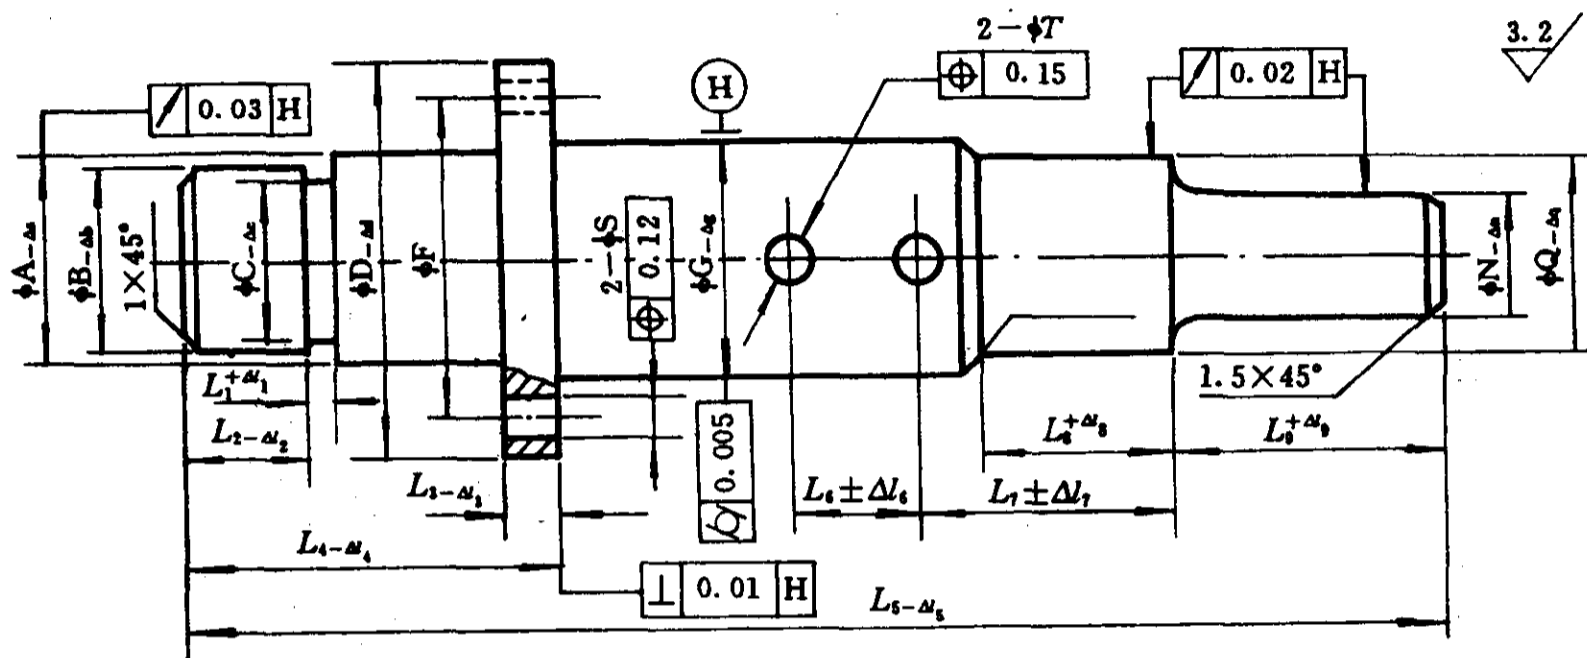 2-ϕT
⌖ 0.15
3.2
↗ 0.03 H
H
↗ 0.02 H
ϕA-Δa
ϕB-Δb
1×45°
ϕC-Δc
ϕD-Δd
ϕF
2-ϕS
⌖ 0.12
ϕG-Δg
ϕN-Δn
ϕQ-Δq
1.5×45°
L₁+Δl₁
L₂-Δl₂
L₃-Δl₃
⌭ 0.005
L₆±Δl₆
L₇±Δl₇
L₈+Δl₈
L₉+Δl₉
L₄-Δl₄
⊥ 0.01 H
L₅-Δl₅